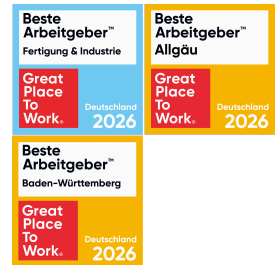 Beste
Arbeitgeber™
Fertigung & Industrie
Great
Place
To
Work®
Deutschland
2026
Beste
Arbeitgeber™
Allgäu
Great
Place
To
Work®
Deutschland
2026
Beste
Arbeitgeber™
Baden-Württemberg
Great
Place
To
Work®
Deutschland
2026